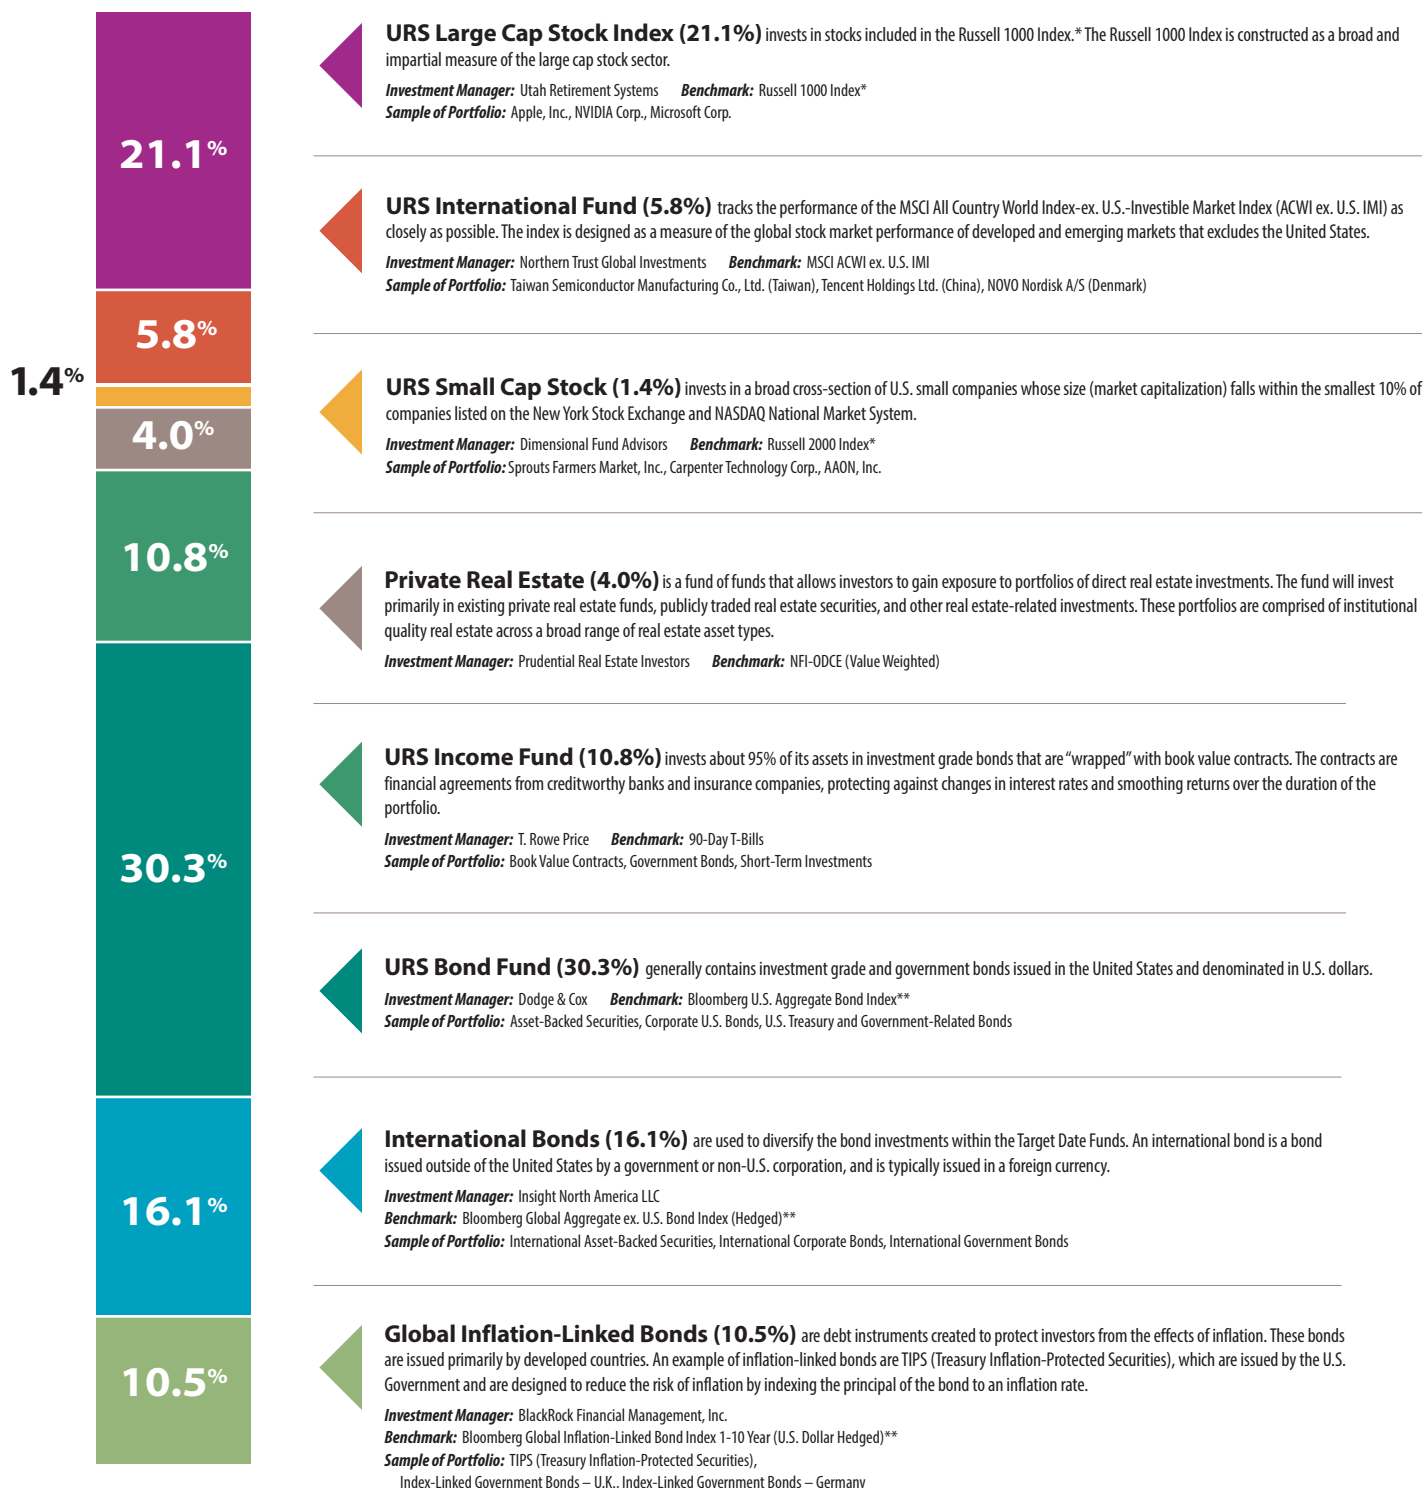 21.1%
5.8%
1.4%
4.0%
10.8%
30.3%
16.1%
10.5%
URS Large Cap Stock Index (21.1%) invests in stocks included in the Russell 1000 Index.* The Russell 1000 Index is constructed as a broad and
impartial measure of the large cap stock sector.
Investment Manager: Utah Retirement Systems Benchmark: Russell 1000 Index*
Sample of Portfolio: Apple, Inc., NVIDIA Corp., Microsoft Corp.
URS International Fund (5.8%) tracks the performance of the MSCI All Country World Index-ex. U.S.-Investible Market Index (ACWI ex. U.S. IMI) as
closely as possible. The index is designed as a measure of the global stock market performance of developed and emerging markets that excludes the United States.
Investment Manager: Northern Trust Global Investments Benchmark: MSCI ACWI ex. U.S. IMI
Sample of Portfolio: Taiwan Semiconductor Manufacturing Co., Ltd. (Taiwan), Tencent Holdings Ltd. (China), NOVO Nordisk A/S (Denmark)
URS Small Cap Stock (1.4%) invests in a broad cross-section of U.S. small companies whose size (market capitalization) falls within the smallest 10% of
companies listed on the New York Stock Exchange and NASDAQ National Market System.
Investment Manager: Dimensional Fund Advisors Benchmark: Russell 2000 Index*
Sample of Portfolio: Sprouts Farmers Market, Inc., Carpenter Technology Corp., AAON, Inc.
Private Real Estate (4.0%) is a fund of funds that allows investors to gain exposure to portfolios of direct real estate investments. The fund will invest
primarily in existing private real estate funds, publicly traded real estate securities, and other real estate-related investments. These portfolios are comprised of institutional
quality real estate across a broad range of real estate asset types.
Investment Manager: Prudential Real Estate Investors Benchmark: NFI-ODCE (Value Weighted)
URS Income Fund (10.8%) invests about 95% of its assets in investment grade bonds that are “wrapped” with book value contracts. The contracts are
financial agreements from creditworthy banks and insurance companies, protecting against changes in interest rates and smoothing returns over the duration of the
portfolio.
Investment Manager: T. Rowe Price Benchmark: 90-Day T-Bills
Sample of Portfolio: Book Value Contracts, Government Bonds, Short-Term Investments
URS Bond Fund (30.3%) generally contains investment grade and government bonds issued in the United States and denominated in U.S. dollars.
Investment Manager: Dodge & Cox Benchmark: Bloomberg U.S. Aggregate Bond Index**
Sample of Portfolio: Asset-Backed Securities, Corporate U.S. Bonds, U.S. Treasury and Government-Related Bonds
International Bonds (16.1%) are used to diversify the bond investments within the Target Date Funds. An international bond is a bond
issued outside of the United States by a government or non-U.S. corporation, and is typically issued in a foreign currency.
Investment Manager: Insight North America LLC
Benchmark: Bloomberg Global Aggregate ex. U.S. Bond Index (Hedged)**
Sample of Portfolio: International Asset-Backed Securities, International Corporate Bonds, International Government Bonds
Global Inflation-Linked Bonds (10.5%) are debt instruments created to protect investors from the effects of inflation. These bonds
are issued primarily by developed countries. An example of inflation-linked bonds are TIPS (Treasury Inflation-Protected Securities), which are issued by the U.S.
Government and are designed to reduce the risk of inflation by indexing the principal of the bond to an inflation rate.
Investment Manager: BlackRock Financial Management, Inc.
Benchmark: Bloomberg Global Inflation-Linked Bond Index 1-10 Year (U.S. Dollar Hedged)**
Sample of Portfolio: TIPS (Treasury Inflation-Protected Securities),
Index-Linked Government Bonds – U.K., Index-Linked Government Bonds – Germany